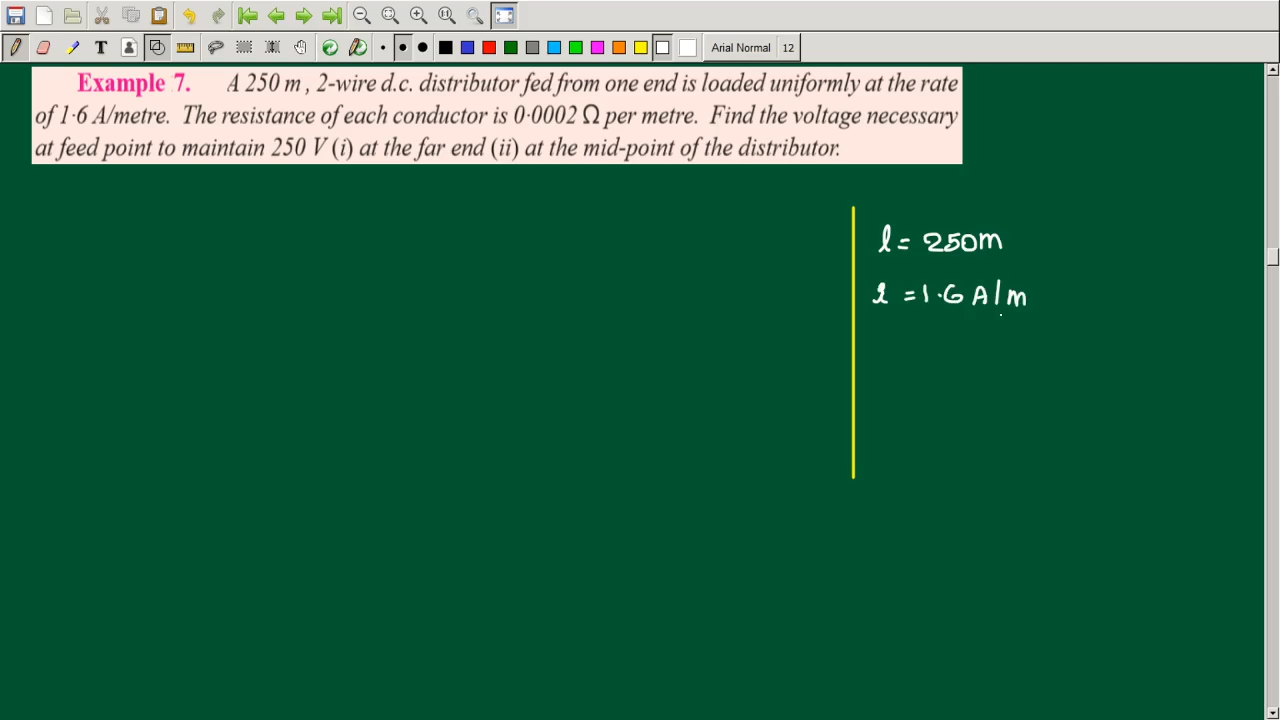 Arial Normal 12
Example 7. A 250 m , 2-wire d.c. distributor fed from one end is loaded uniformly at the rate
of 1·6 A/metre. The resistance of each conductor is 0·0002 Ω per metre. Find the voltage necessary
at feed point to maintain 250 V (i) at the far end (ii) at the mid-point of the distributor.
l = 250m
i = 1.6 A/m